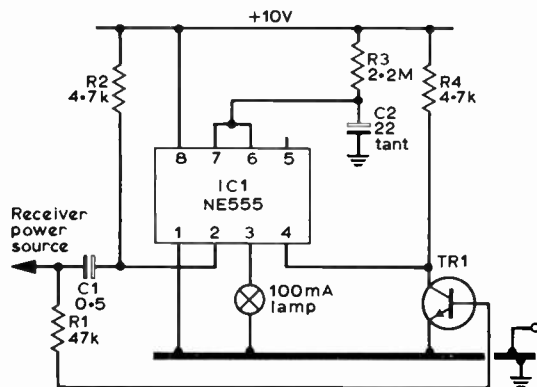 +10V
R2
4·7k
R3
2·2M
R4
4·7k
C2
22
tant
8 7 6 5
IC1
NE555
1 2 3 4
Receiver
power
source
C1
0·5
R1
47k
100mA
lamp
TR1